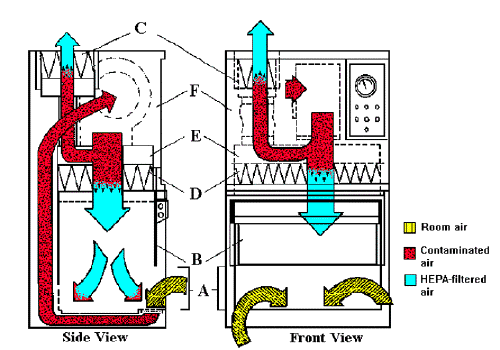 C
F
E
D
B
A
Room air
Contaminated
air
HEPA-filtered
air
Side View
Front View